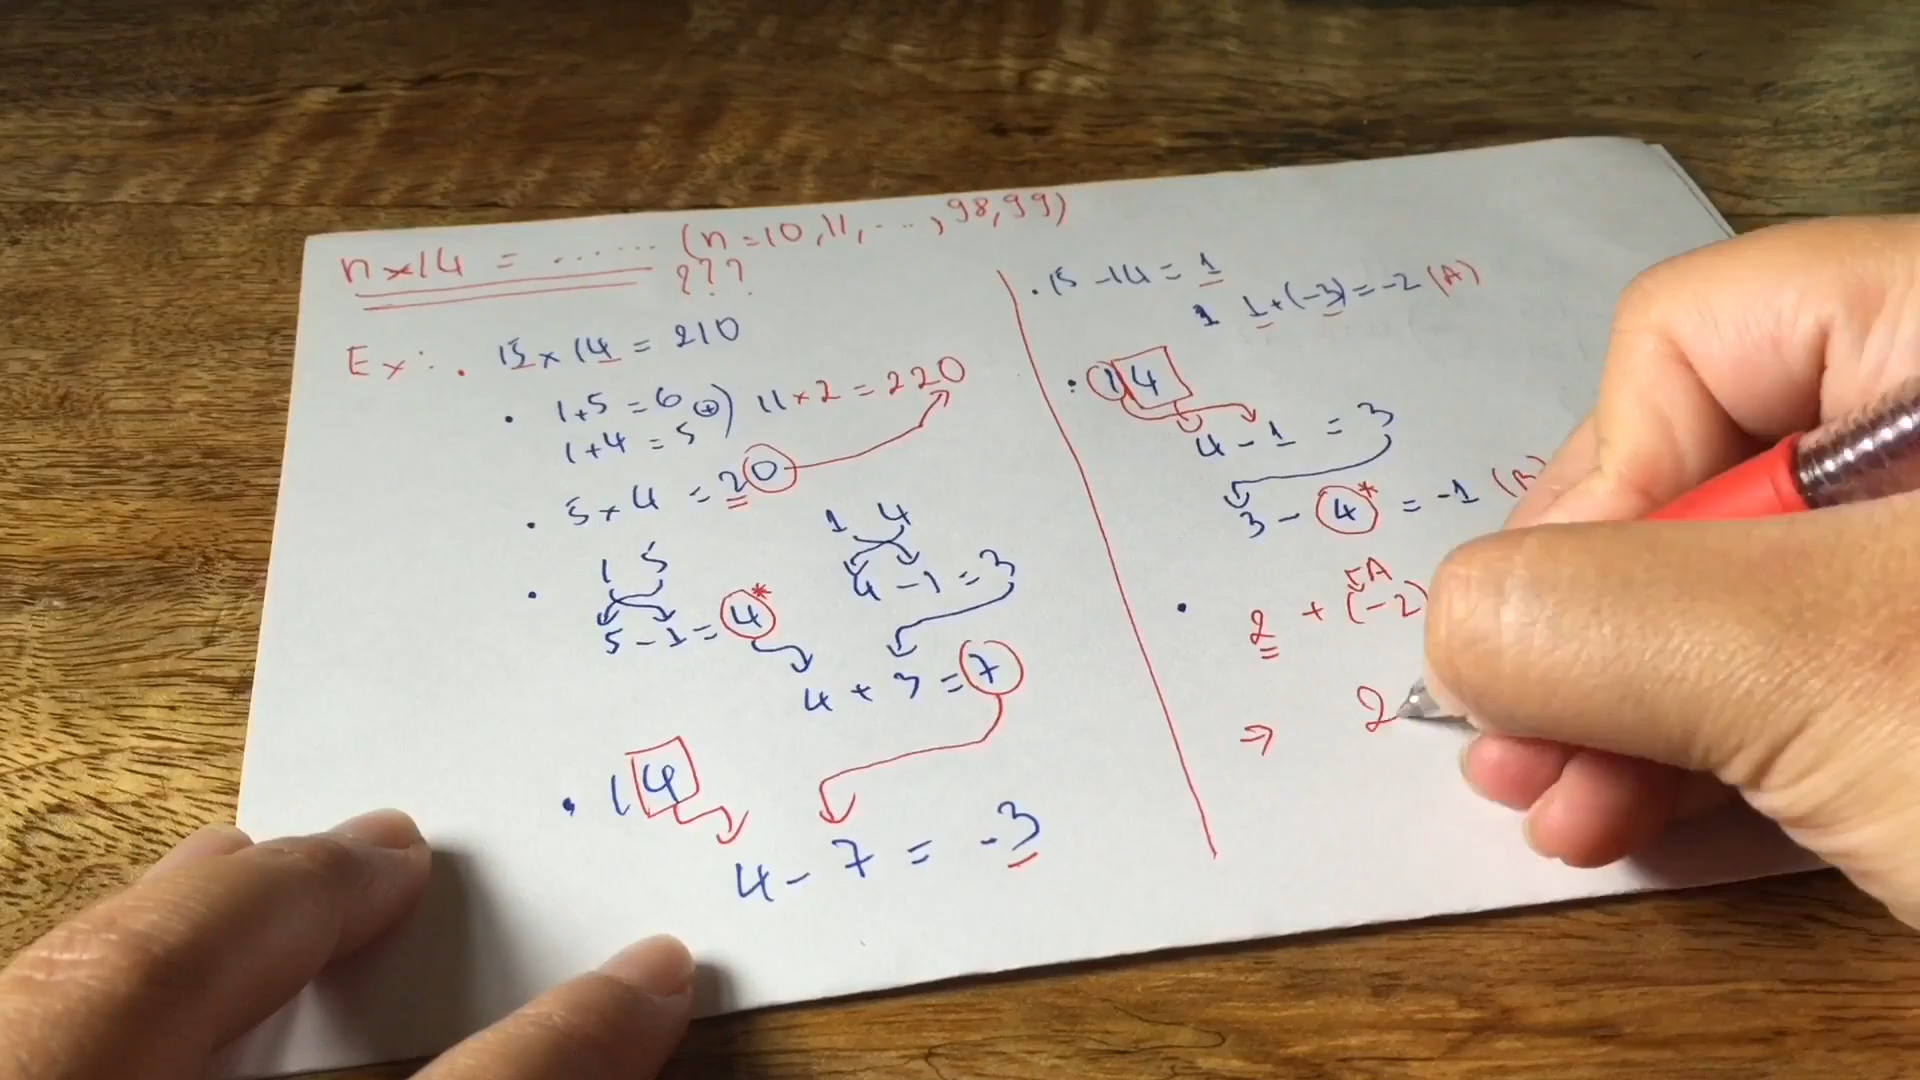 n×14 = ....... (n=10,11,...,98,99)
???
Ex: . 15 × 14 = 210
. 1+5 = 6
1+4 = 5 (+) ) 11×2 = 220
. 5 × 4 = 20
. 1 5
5 - 1 = 4*
1 4
4 - 1 = 3
4 + 3 = 7
. 14
4 - 7 = -3
. 15 - 14 = 1
1 1+(-3) = -2 (A)
: 14
4 - 1 = 3
3 - 4* = -1
. 2 + (-2)
A
⇒ 2